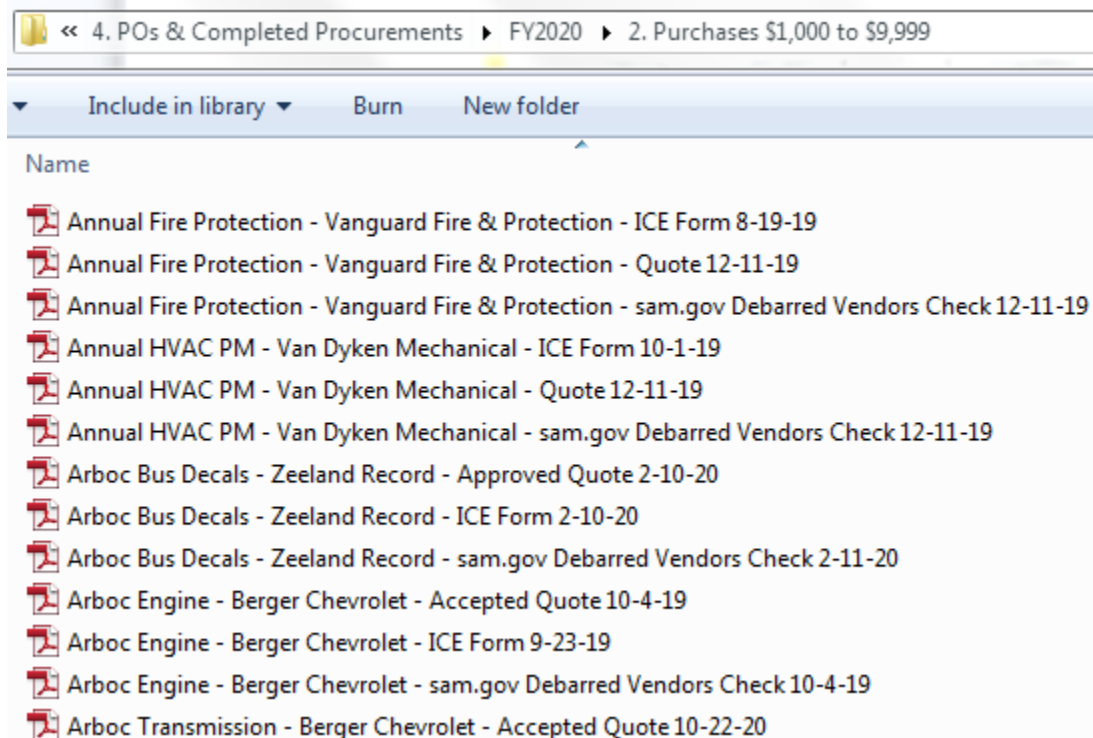 « 4. POs & Completed Procurements ▸ FY2020 ▸ 2. Purchases $1,000 to $9,999
Include in library ▾ Burn New folder
Name
Annual Fire Protection - Vanguard Fire & Protection - ICE Form 8-19-19
Annual Fire Protection - Vanguard Fire & Protection - Quote 12-11-19
Annual Fire Protection - Vanguard Fire & Protection - sam.gov Debarred Vendors Check 12-11-19
Annual HVAC PM - Van Dyken Mechanical - ICE Form 10-1-19
Annual HVAC PM - Van Dyken Mechanical - Quote 12-11-19
Annual HVAC PM - Van Dyken Mechanical - sam.gov Debarred Vendors Check 12-11-19
Arboc Bus Decals - Zeeland Record - Approved Quote 2-10-20
Arboc Bus Decals - Zeeland Record - ICE Form 2-10-20
Arboc Bus Decals - Zeeland Record - sam.gov Debarred Vendors Check 2-11-20
Arboc Engine - Berger Chevrolet - Accepted Quote 10-4-19
Arboc Engine - Berger Chevrolet - ICE Form 9-23-19
Arboc Engine - Berger Chevrolet - sam.gov Debarred Vendors Check 10-4-19
Arboc Transmission - Berger Chevrolet - Accepted Quote 10-22-20